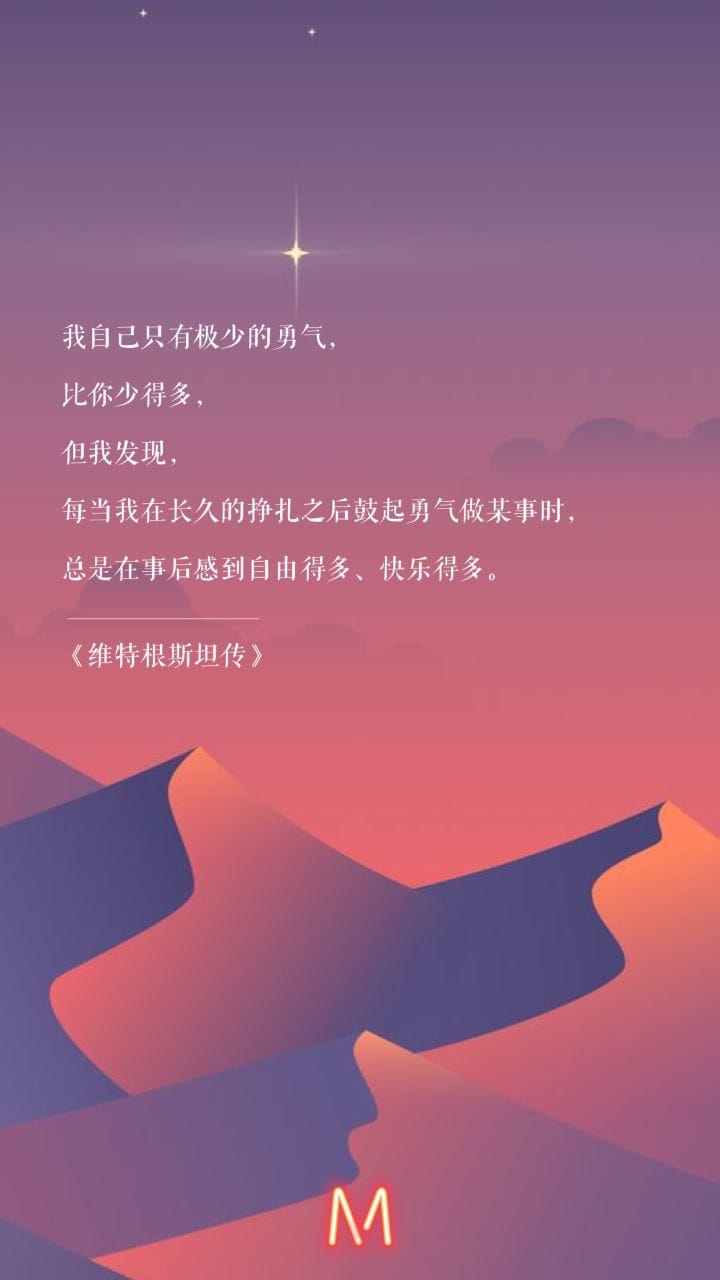 我自己只有极少的勇气，
比你少得多，
但我发现，
每当我在长久的挣扎之后鼓起勇气做某事时，
总是在事后感到自由得多、快乐得多。
《维特根斯坦传》
M